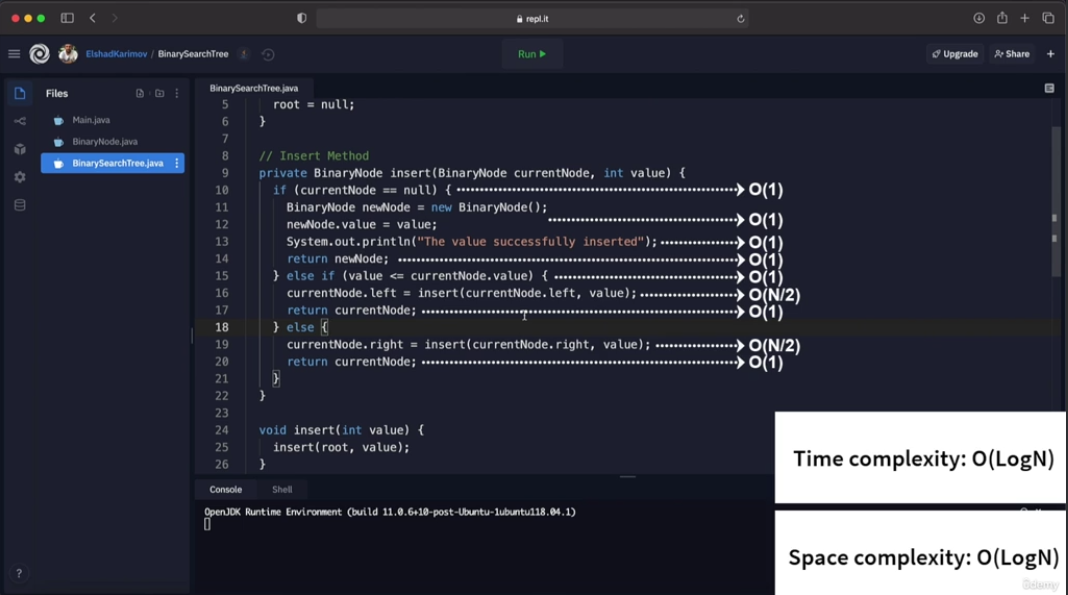 repl.it
ElshadKarimov / BinarySearchTree
Run
Upgrade
Share
Files
Main.java
BinaryNode.java
BinarySearchTree.java
BinarySearchTree.java
5 root = null;
6 }
7
8 // Insert Method
9 private BinaryNode insert(BinaryNode currentNode, int value) {
10 if (currentNode == null) { O(1)
11 BinaryNode newNode = new BinaryNode();
12 newNode.value = value; O(1)
13 System.out.println("The value successfully inserted"); O(1)
14 return newNode; O(1)
15 } else if (value <= currentNode.value) { O(1)
16 currentNode.left = insert(currentNode.left, value); O(N/2)
17 return currentNode; O(1)
18 } else {
19 currentNode.right = insert(currentNode.right, value); O(N/2)
20 return currentNode; O(1)
21 }
22 }
23
24 void insert(int value) {
25 insert(root, value);
26 }
Time complexity: O(LogN)
Console Shell
OpenJDK Runtime Environment (build 11.0.6+10-post-Ubuntu-1ubuntu118.04.1)
Space complexity: O(LogN)
?
Udemy